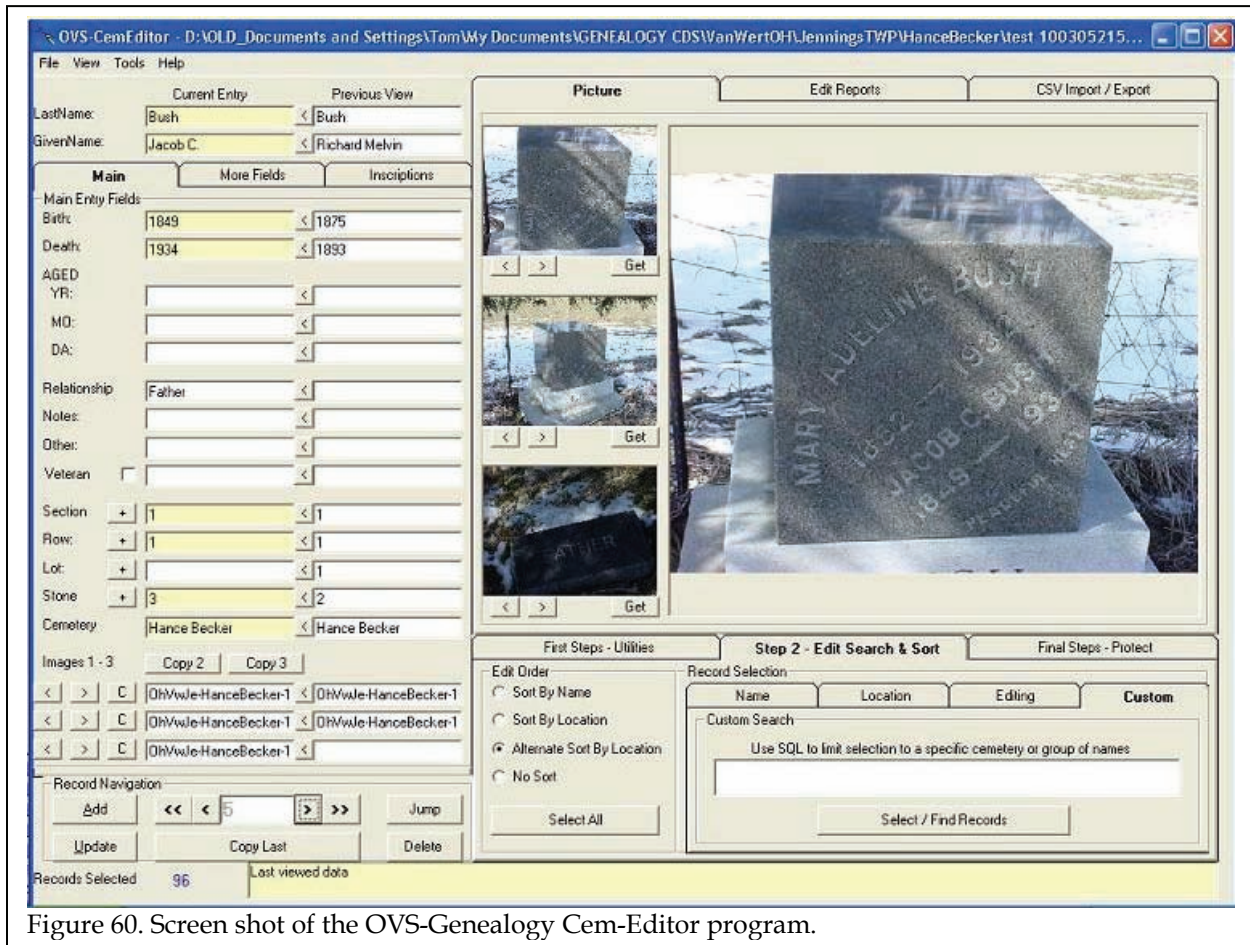 OVS-CemEditor - D:\OLD_Documents and Settings\Tom\My Documents\GENEALOGY CDS\VanWertOH\JenningsTWP\HanceBecker\test 100305215...
File View Tools Help
Current Entry Previous View
LastName: Bush < Bush
GivenName: Jacob C. < Richard Melvin
Main More Fields Inscriptions
Main Entry Fields
Birth: 1849 < 1875
Death: 1934 < 1893
AGED
YR: <
MO: <
DA: <
Relationship Father <
Notes: <
Other: <
Veteran <
Section + 1 < 1
Row: + 1 < 1
Lot: + < 1
Stone + 3 < 2
Cemetery Hance Becker < Hance Becker
Images 1 - 3 Copy 2 Copy 3
< > C OhVwJe-HanceBecker-1 < OhVwJe-HanceBecker-1
< > C OhVwJe-HanceBecker-1 < OhVwJe-HanceBecker-1
< > C OhVwJe-HanceBecker-1 <
Record Navigation
Add << < 5 > >> Jump
Update Copy Last Delete
Records Selected 96 Last viewed data
Picture Edit Reports CSV Import / Export
< > Get
< > Get
ATHER
< > Get
MARY ADELINE BUSH
1852 — 1932
JACOB C. BUSH
1849 — 193
First Steps - Utilities Step 2 - Edit Search & Sort Final Steps - Protect
Edit Order
Sort By Name
Sort By Location
Alternate Sort By Location
No Sort
Select All
Record Selection
Name Location Editing Custom
Custom Search
Use SQL to limit selection to a specific cemetery or group of names
Select / Find Records
Figure 60. Screen shot of the OVS-Genealogy Cem-Editor program.